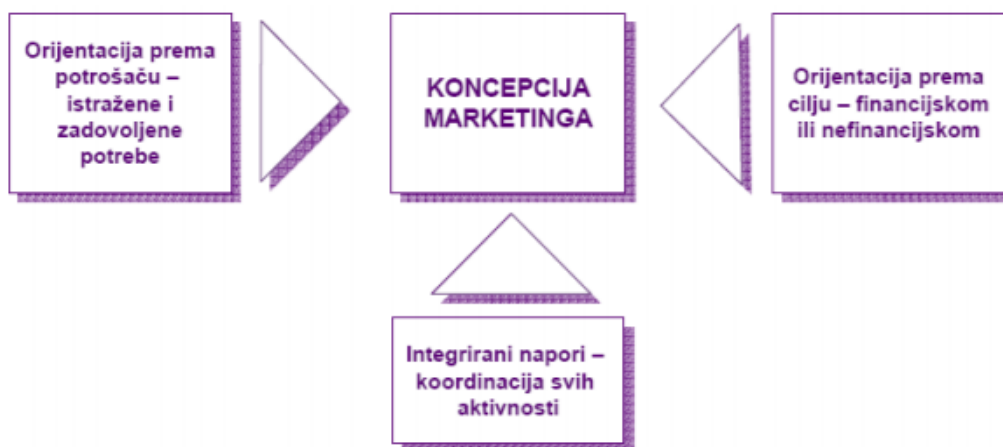 Orijentacija prema
potrošaču –
istražene i
zadovoljene
potrebe
KONCEPCIJA
MARKETINGA
Orijentacija prema
cilju – financijskom
ili nefinancijskom
Integrirani napori –
koordinacija svih
aktivnosti